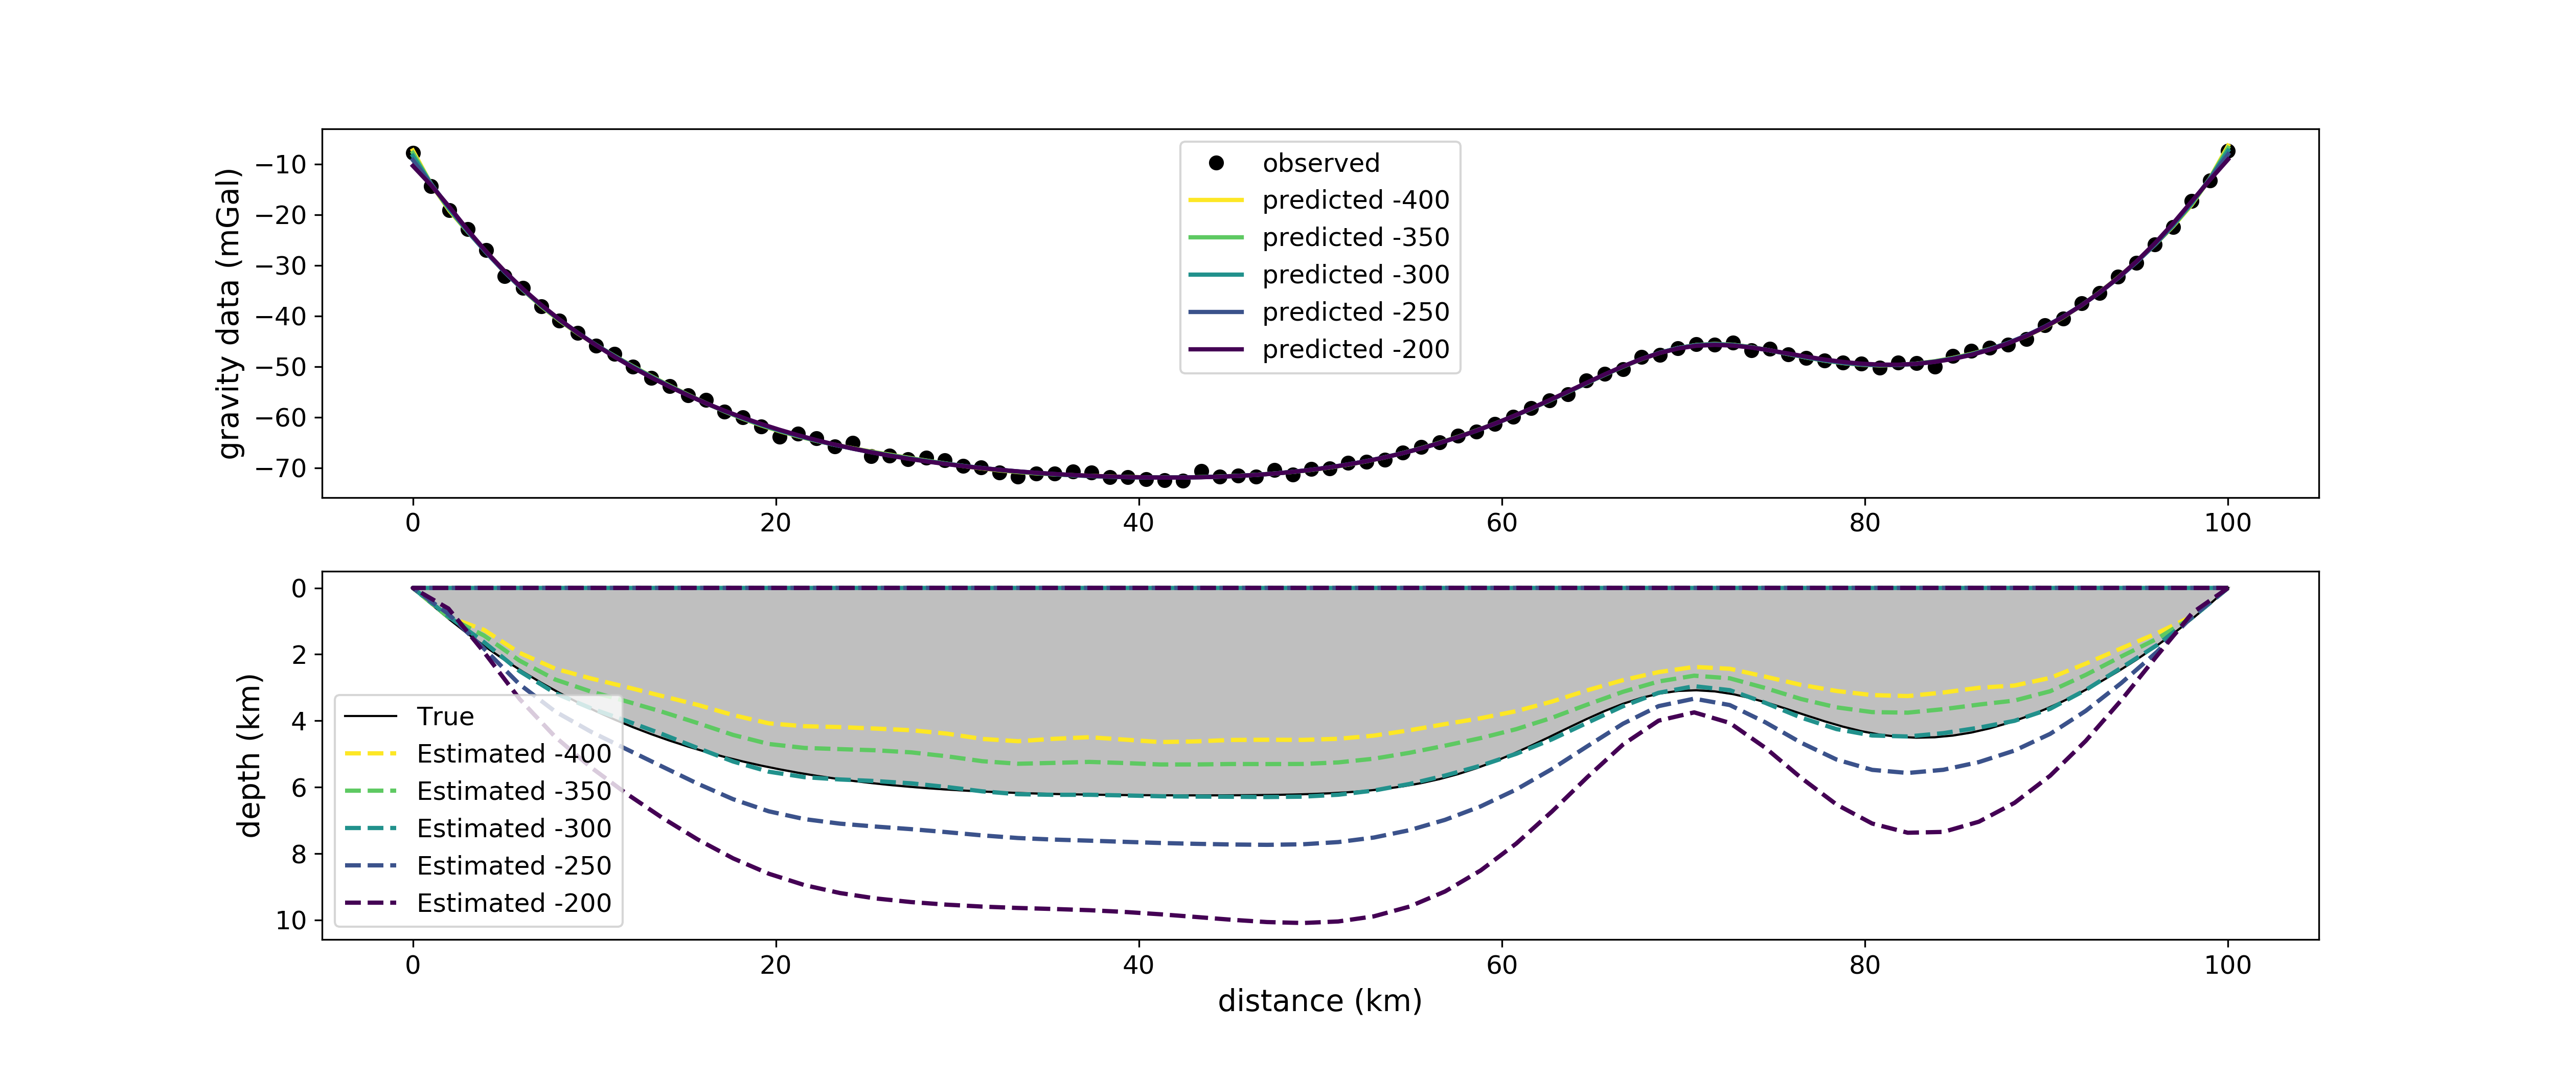 gravity data (mGal)
−10
−20
−30
−40
−50
−60
−70
observed
predicted -400
predicted -350
predicted -300
predicted -250
predicted -200
0
20
40
60
80
100
depth (km)
0
2
4
6
8
10
True
Estimated -400
Estimated -350
Estimated -300
Estimated -250
Estimated -200
0
20
40
60
80
100
distance (km)